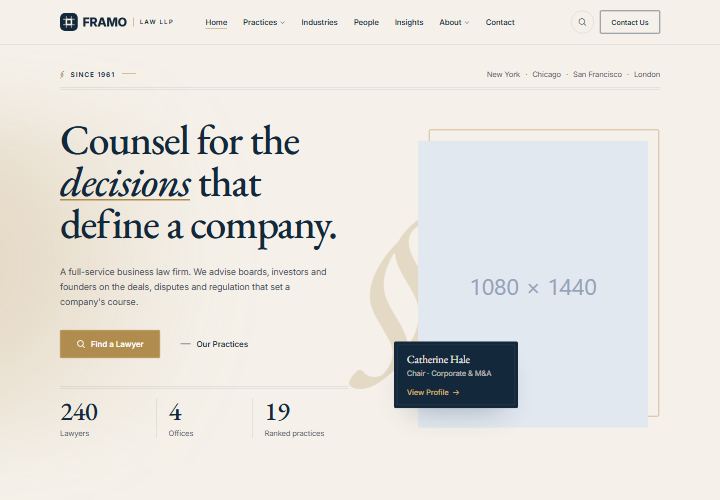 FRAMO LAW LLP
Home Practices Industries People Insights About Contact
Contact Us
§ SINCE 1961
New York · Chicago · San Francisco · London
Counsel for the
decisions that
define a company.
A full-service business law firm. We advise boards, investors and
founders on the deals, disputes and regulation that set a
company's course.
Find a Lawyer
Our Practices
240
Lawyers
4
Offices
19
Ranked practices
§
1080 × 1440
Catherine Hale
Chair · Corporate & M&A
View Profile →